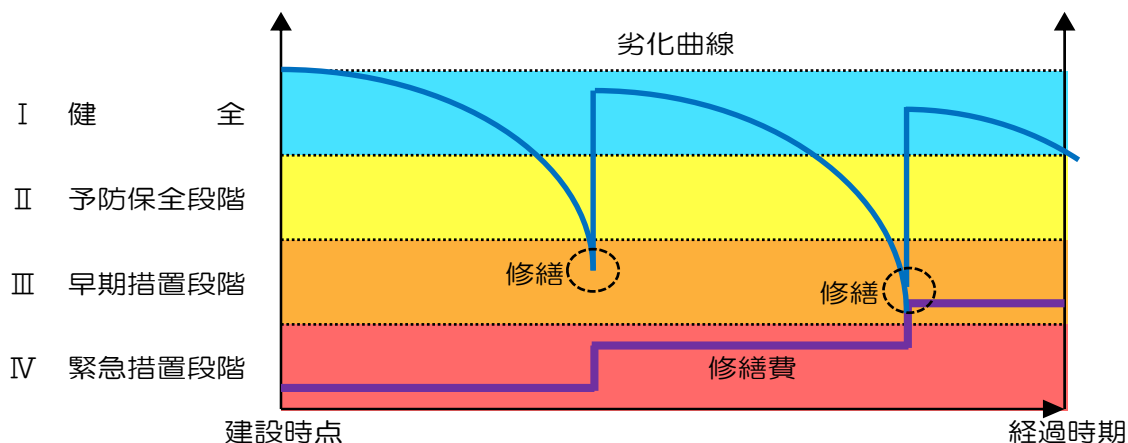 劣化曲線
Ⅰ 健 全
Ⅱ 予防保全段階
修繕
Ⅲ 早期措置段階
修繕
Ⅳ 緊急措置段階
修繕費
建設時点
経過時期